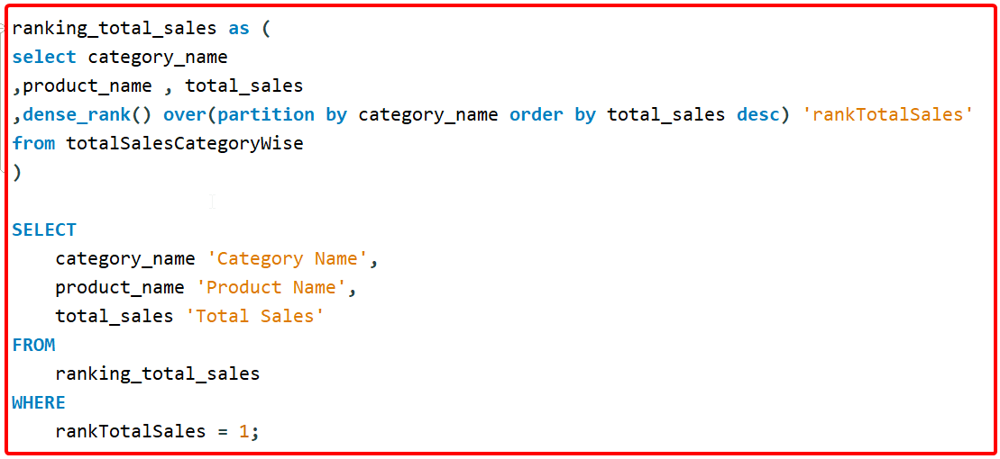 ranking_total_sales as (
select category_name
,product_name , total_sales
,dense_rank() over(partition by category_name order by total_sales desc) 'rankTotalSales'
from totalSalesCategoryWise
)
SELECT
category_name 'Category Name',
product_name 'Product Name',
total_sales 'Total Sales'
FROM
ranking_total_sales
WHERE
rankTotalSales = 1;